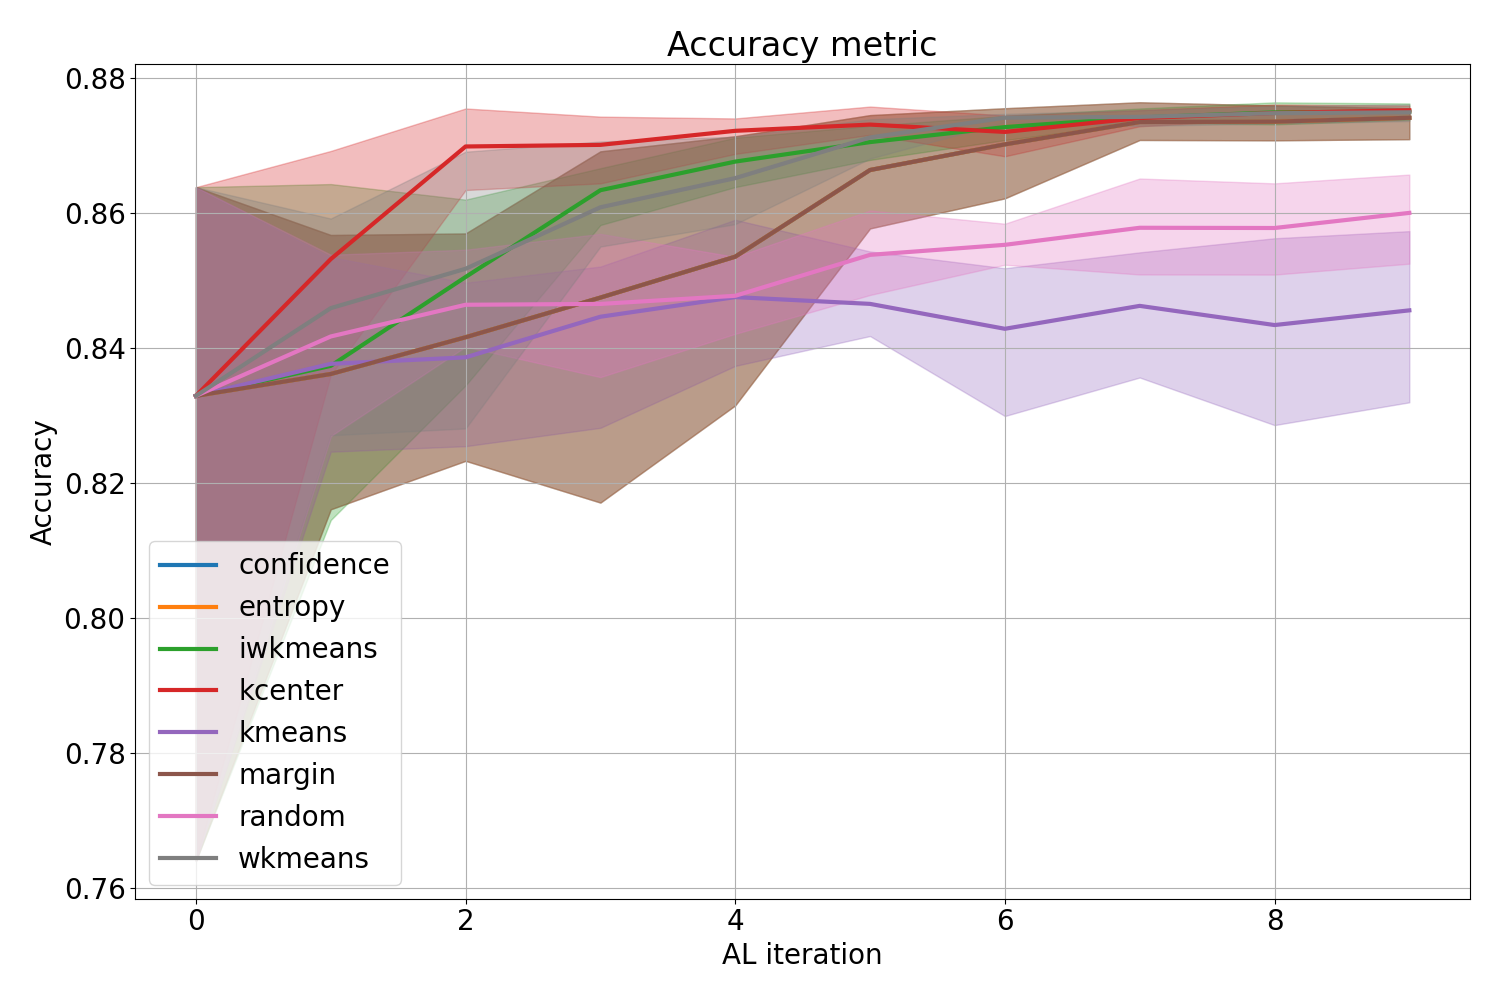 Accuracy metric
0.88
0.86
0.84
0.82
0.80
0.78
0.76
Accuracy
confidence
entropy
iwkmeans
kcenter
kmeans
margin
random
wkmeans
0 2 4 6 8
AL iteration